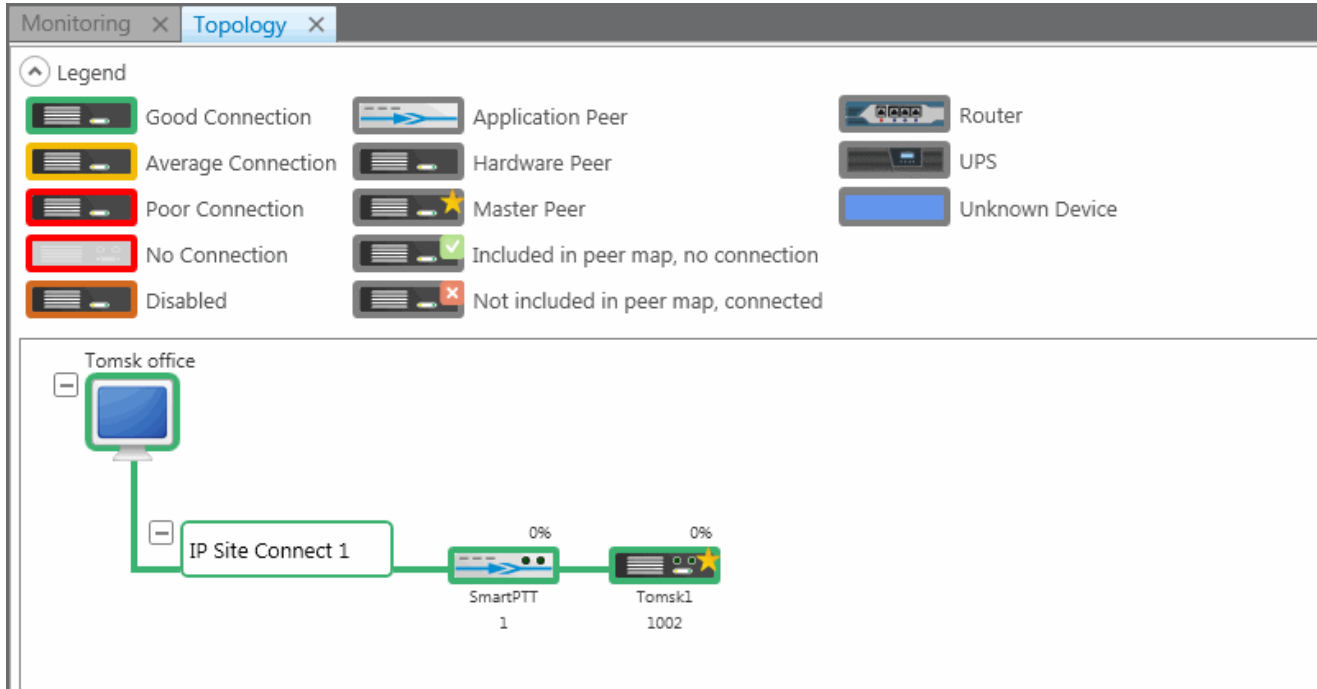 Monitoring Topology
Legend
Good Connection Application Peer Router
Average Connection Hardware Peer UPS
Poor Connection Master Peer Unknown Device
No Connection Included in peer map, no connection
Disabled Not included in peer map, connected
Tomsk office
0% 0%
IP Site Connect 1
SmartPTT Tomsk1
1 1002